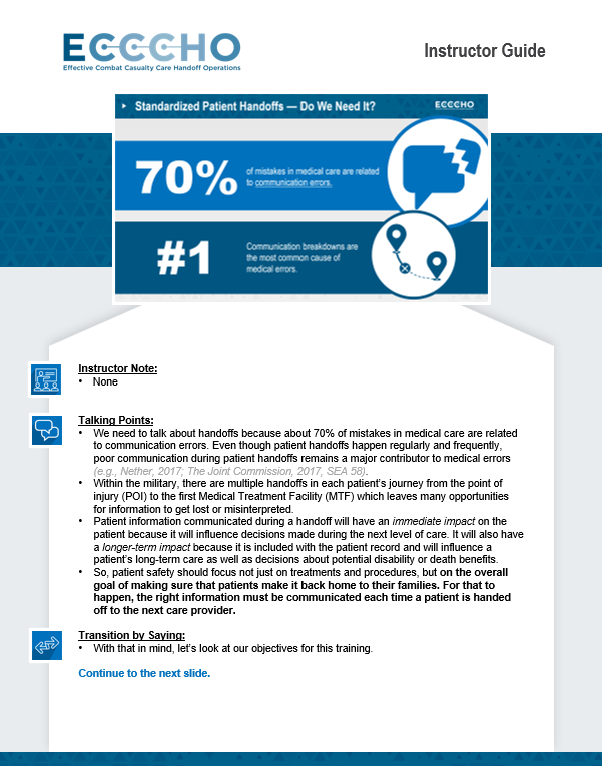 ECCCHO
Effective Combat Casualty Care Handoff Operations
Instructor Guide
Standardized Patient Handoffs — Do We Need It?
ECCCHO
70%
of mistakes in medical care are related
to communication errors.
#1
Communication breakdowns are
the most common cause of
medical errors.
Instructor Note:
• None
Talking Points:
• We need to talk about handoffs because about 70% of mistakes in medical care are related
to communication errors. Even though patient handoffs happen regularly and frequently,
poor communication during patient handoffs remains a major contributor to medical errors
(e.g., Nether, 2017; The Joint Commission, 2017, SEA 58).
• Within the military, there are multiple handoffs in each patient's journey from the point of
injury (POI) to the first Medical Treatment Facility (MTF) which leaves many opportunities
for information to get lost or misinterpreted.
• Patient information communicated during a handoff will have an immediate impact on the
patient because it will influence decisions made during the next level of care. It will also have
a longer-term impact because it is included with the patient record and will influence a
patient's long-term care as well as decisions about potential disability or death benefits.
• So, patient safety should focus not just on treatments and procedures, but on the overall
goal of making sure that patients make it back home to their families. For that to
happen, the right information must be communicated each time a patient is handed
off to the next care provider.
Transition by Saying:
• With that in mind, let's look at our objectives for this training.
Continue to the next slide.